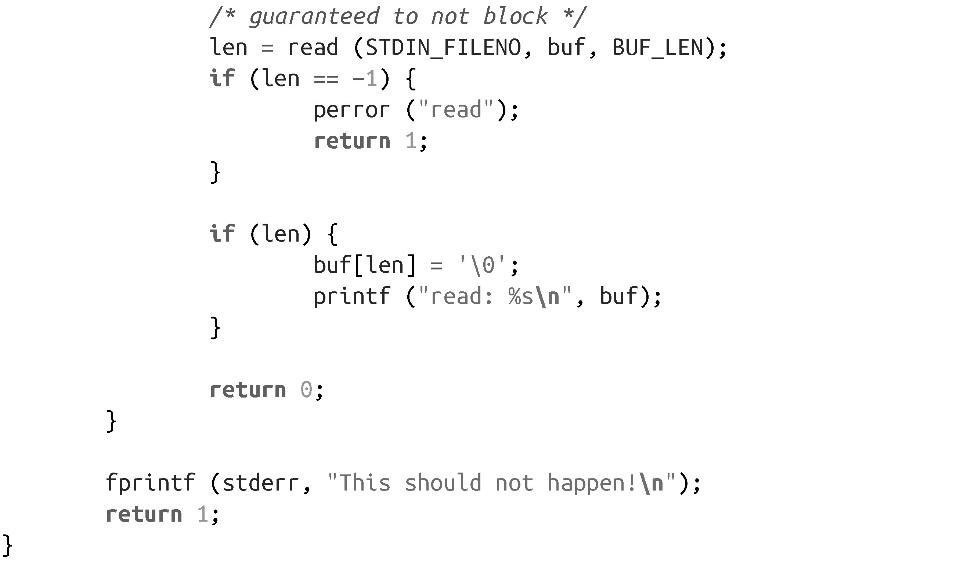 /* guaranteed to not block */
len = read (STDIN_FILENO, buf, BUF_LEN);
if (len == -1) {
perror ("read");
return 1;
}
if (len) {
buf[len] = '\0';
printf ("read: %s\n", buf);
}
return 0;
}
fprintf (stderr, "This should not happen!\n");
return 1;
}